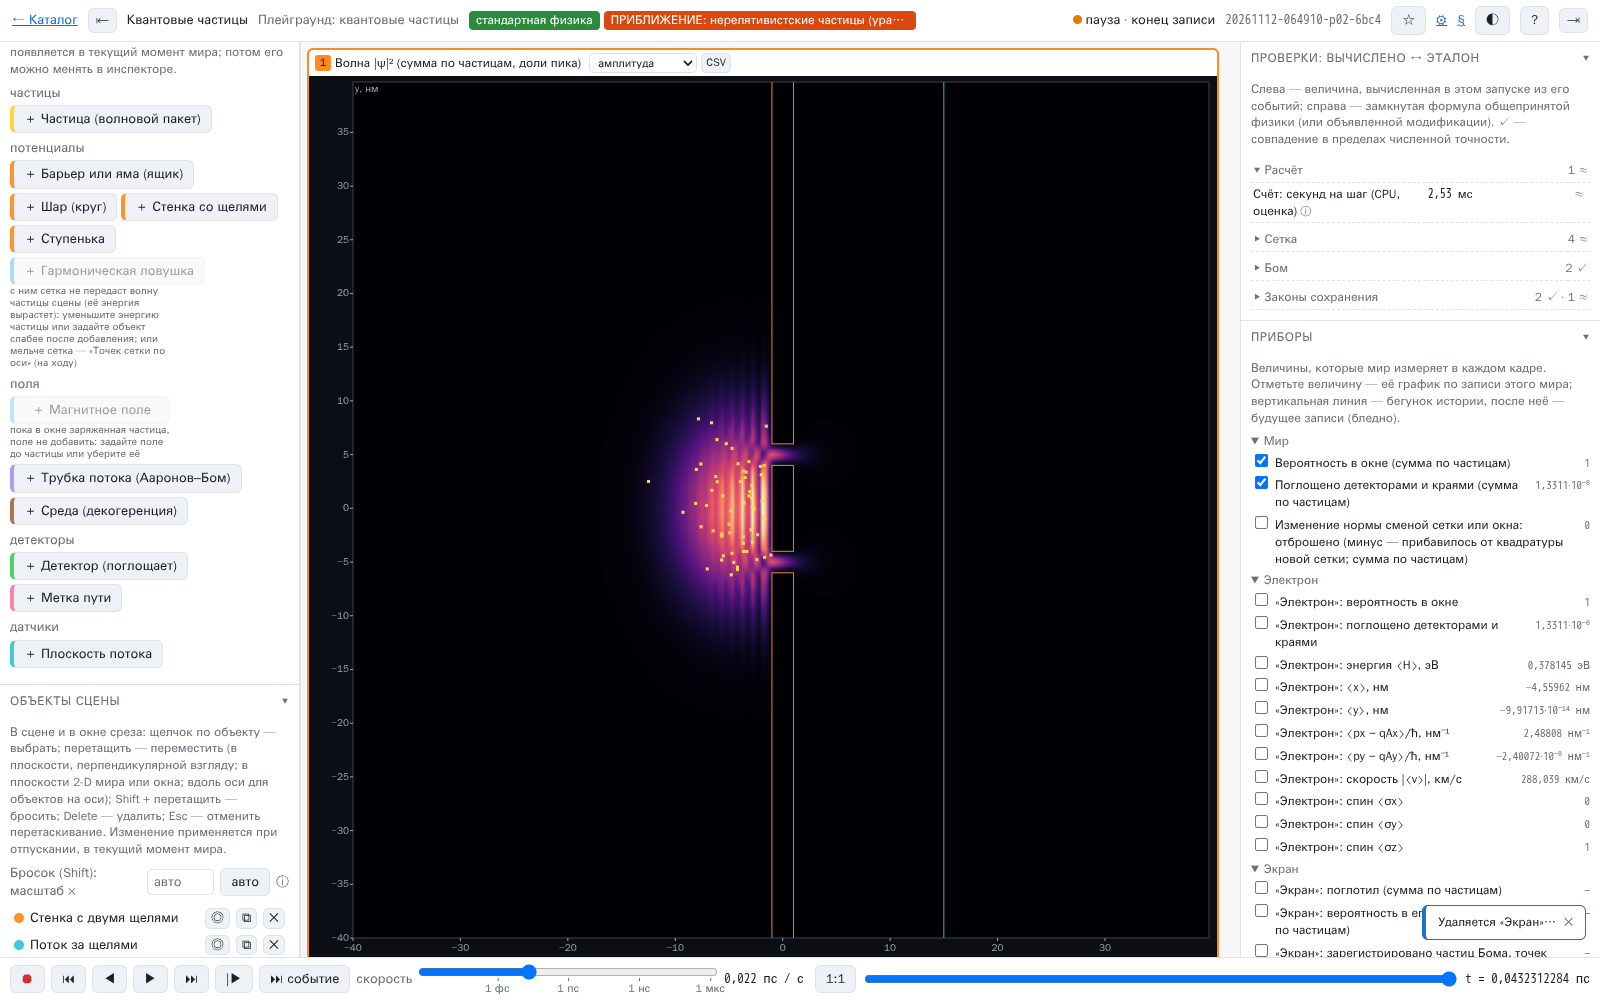 ← Каталог ⇤ Квантовые частицы Плейграунд: квантовые частицы стандартная физика ПРИБЛИЖЕНИЕ: нерелятивистские частицы (ура··· пауза · конец записи 20261112-064910-p02-6bc4 ☆ ⚙ § ◐ ? ⇥
появляется в текущий момент мира; потом его
можно менять в инспекторе.
частицы
+ Частица (волновой пакет)
потенциалы
+ Барьер или яма (ящик)
+ Шар (круг) + Стенка со щелями
+ Ступенька
+ Гармоническая ловушка
с ним сетка не передаст волну
частицы сцены (её энергия
вырастет): уменьшите энергию
частицы или задайте объект
слабее после добавления; или
мельче сетка — «Точек сетки по
оси» (на ходу)
поля
+ Магнитное поле
пока в окне заряженная частица,
поле не добавить: задайте поле
до частицы или уберите её
+ Трубка потока (Ааронов–Бом)
+ Среда (декогеренция)
детекторы
+ Детектор (поглощает)
+ Метка пути
датчики
+ Плоскость потока
ОБЪЕКТЫ СЦЕНЫ
В сцене и в окне среза: щелчок по объекту —
выбрать; перетащить — переместить (в
плоскости, перпендикулярной взгляду; в
плоскости 2-D мира или окна; вдоль оси для
объектов на оси); Shift + перетащить —
бросить; Delete — удалить; Esc — отменить
перетаскивание. Изменение применяется при
отпускании, в текущий момент мира.
Бросок (Shift):
масштаб × авто авто ⓘ
Стенка с двумя щелями
Поток за щелями
1 Волна |ψ|² (сумма по частицам, доли пика) амплитуда CSV
y, нм
35
30
25
20
15
10
5
0
−5
−10
−15
−20
−25
−30
−35
−40
−40 −30 −20 −10 0 10 20 30
ПРОВЕРКИ: ВЫЧИСЛЕНО ↔ ЭТАЛОН
Слева — величина, вычисленная в этом запуске из его
событий; справа — замкнутая формула общепринятой
физики (или объявленной модификации). ✓ —
совпадение в пределах численной точности.
Расчёт 1 ≈
Счёт: секунд на шаг (CPU, 2,53 мс ≈
оценка) ⓘ
Сетка 4 ≈
Бом 2 ✓
Законы сохранения 2 ✓ · 1 ≈
ПРИБОРЫ
Величины, которые мир измеряет в каждом кадре.
Отметьте величину — её график по записи этого мира;
вертикальная линия — бегунок истории, после неё —
будущее записи (бледно).
Мир
Вероятность в окне (сумма по частицам) 1
Поглощено детекторами и краями (сумма 1,3311·10⁻⁸
по частицам)
Изменение нормы сменой сетки или окна: 0
отброшено (минус — прибавилось от квадратуры
новой сетки; сумма по частицам)
Электрон
«Электрон»: вероятность в окне 1
«Электрон»: поглощено детекторами и 1,3311·10⁻⁸
краями
«Электрон»: энергия ⟨H⟩, эВ 0,378145 эВ
«Электрон»: ⟨x⟩, нм −4,55962 нм
«Электрон»: ⟨y⟩, нм −9,91713·10⁻¹⁴ нм
«Электрон»: ⟨px − qAx⟩/ħ, нм⁻¹ 2,48808 нм⁻¹
«Электрон»: ⟨py − qAy⟩/ħ, нм⁻¹ −2,40072·10⁻⁸ нм⁻¹
«Электрон»: скорость |⟨v⟩|, км/с 288,039 км/с
«Электрон»: спин ⟨σx⟩ 0
«Электрон»: спин ⟨σy⟩ 0
«Электрон»: спин ⟨σz⟩ 1
Экран
«Экран»: поглотил (сумма по частицам) –
«Экран»: вероятность в ег
по частицам)
«Экран»: зарегистрировано частиц Бома, точек –
Удаляется «Экран»··· ✕
событие скорость 1 фс 1 пс 1 нс 1 мкс 0,022 пс / с 1:1 t = 0,0432312284 пс